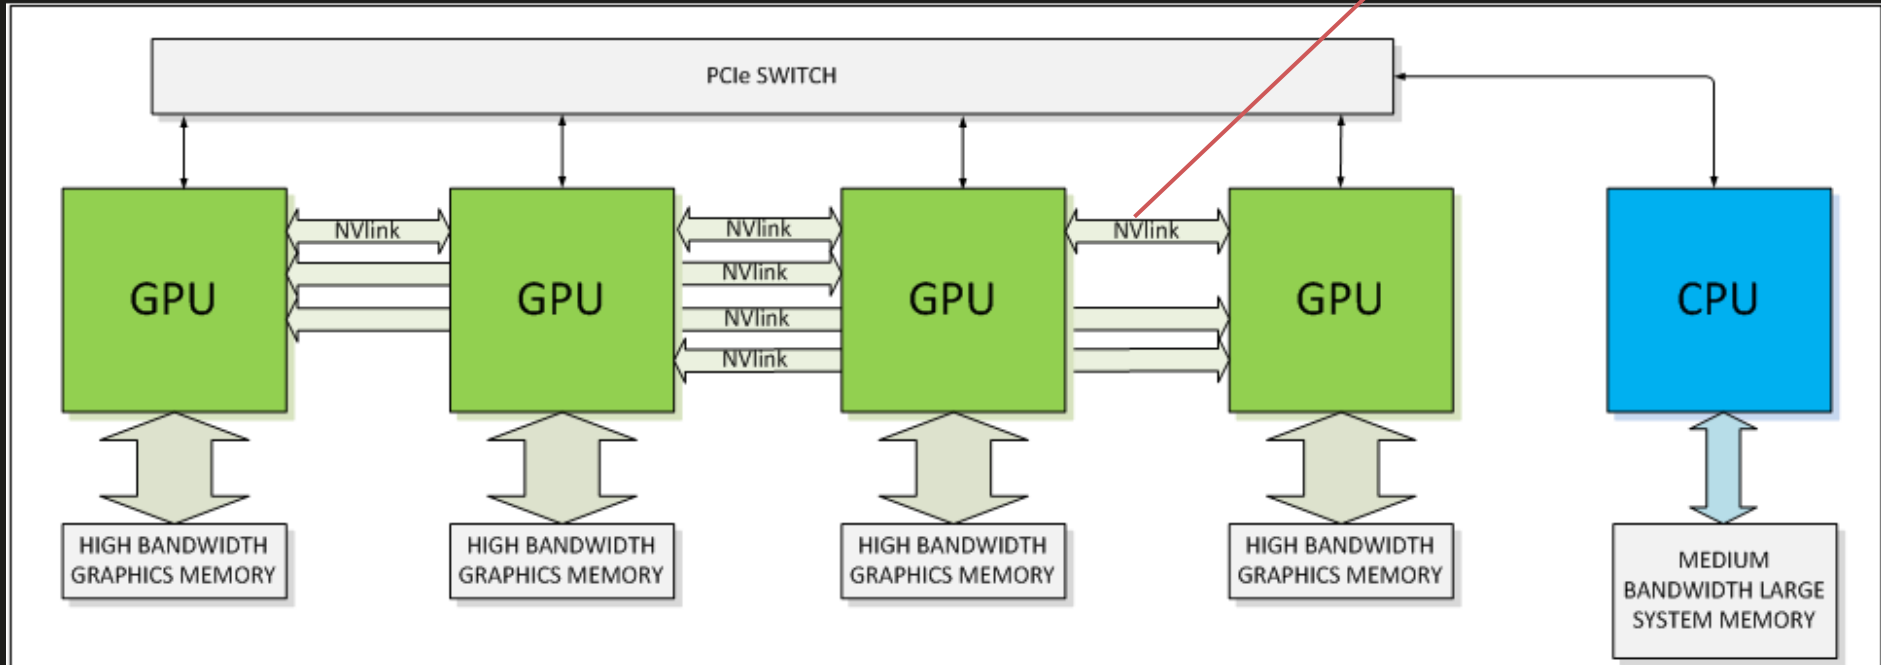 PCIe SWITCH
NVlink
NVlink
NVlink
NVlink
NVlink
NVlink
GPU
GPU
GPU
GPU
CPU
HIGH BANDWIDTH
GRAPHICS MEMORY
HIGH BANDWIDTH
GRAPHICS MEMORY
HIGH BANDWIDTH
GRAPHICS MEMORY
HIGH BANDWIDTH
GRAPHICS MEMORY
MEDIUM
BANDWIDTH LARGE
SYSTEM MEMORY